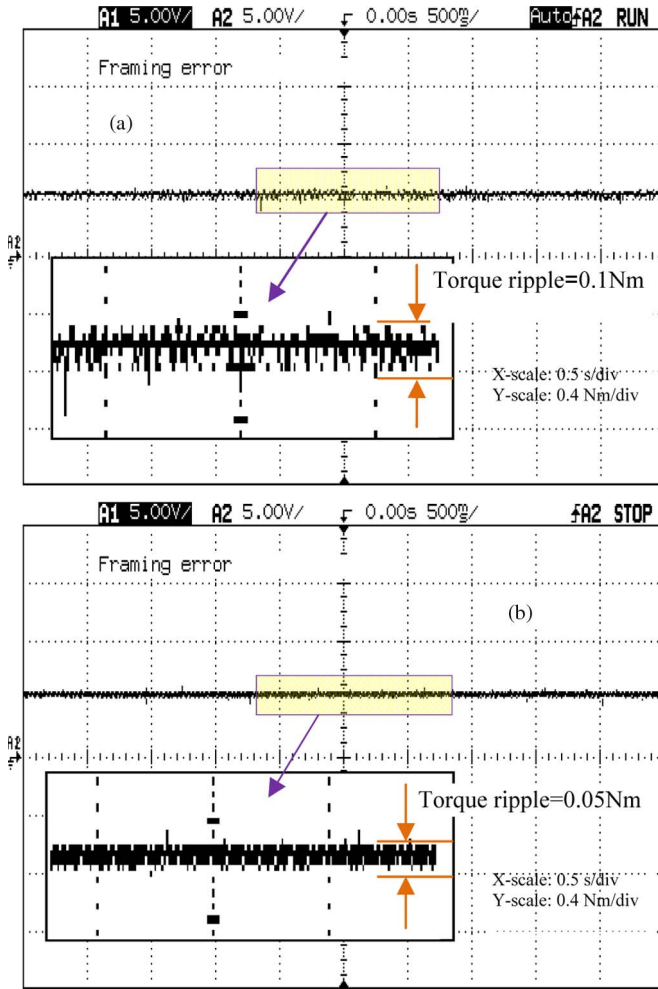 A1 5.00V/ A2 5.00V/ 0.00s 500m/s Auto A2 RUN
Framing error
(a)
A2
Torque ripple=0.1Nm
X-scale: 0.5 s/div
Y-scale: 0.4 Nm/div
A1 5.00V/ A2 5.00V/ 0.00s 500m/s A2 STOP
Framing error
(b)
A2
Torque ripple=0.05Nm
X-scale: 0.5 s/div
Y-scale: 0.4 Nm/div